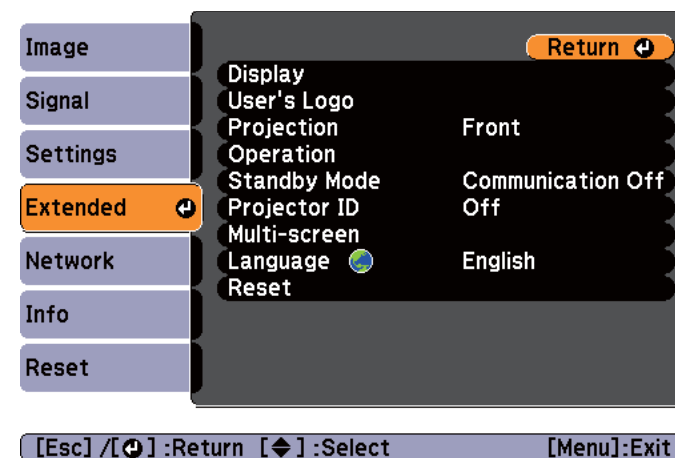 Image
Signal
Settings
Extended
Network
Info
Reset
Return
Display
User's Logo
Projection Front
Operation
Standby Mode Communication Off
Projector ID Off
Multi-screen
Language English
Reset
[Esc] /[ ] :Return [ ] :Select [Menu]:Exit